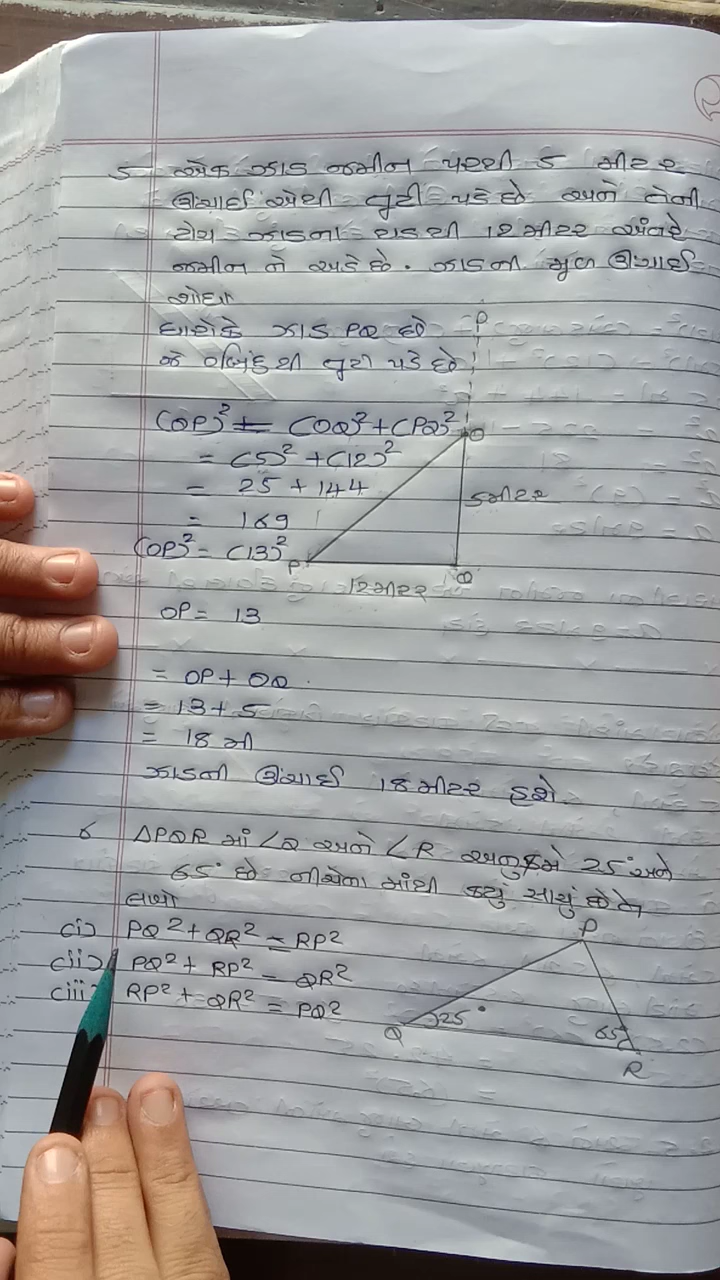 5 એક ઝાડ જમીન પરથી 5 મીટર
ઊંચાઈ એથી તૂટી પડે છે અને તેની
ટોચ ઝાડના થડથી 12 મીટર અંતરે
જમીન ને અડે છે. ઝાડની મૂળ ઊંચાઈ
શોધો
ધારોકે ઝાડ PQ છે
જે O બિંદુ થી તૂટી પડે છે
P
(OP)² = (OQ)² + (PQ)²
O
= (5)² + (12)²
= 25 + 144
5 મીટર
= 169
(OP)² = (13)²
P
Q
12 મીટર
OP = 13
= OP + OQ
= 13 + 5
= 18 મી
ઝાડની ઊંચાઈ 18 મીટર હશે.
6 ΔPQR માં ∠Q અને ∠R અનુક્રમે 25° અને
65° છે નીચેના માંથી કયું સાચું છે તે
લખો
(i) PQ² + QR² = RP²
(ii) PQ² + RP² = QR²
(iii) RP² + QR² = PQ²
P
Q 25° 65°
R